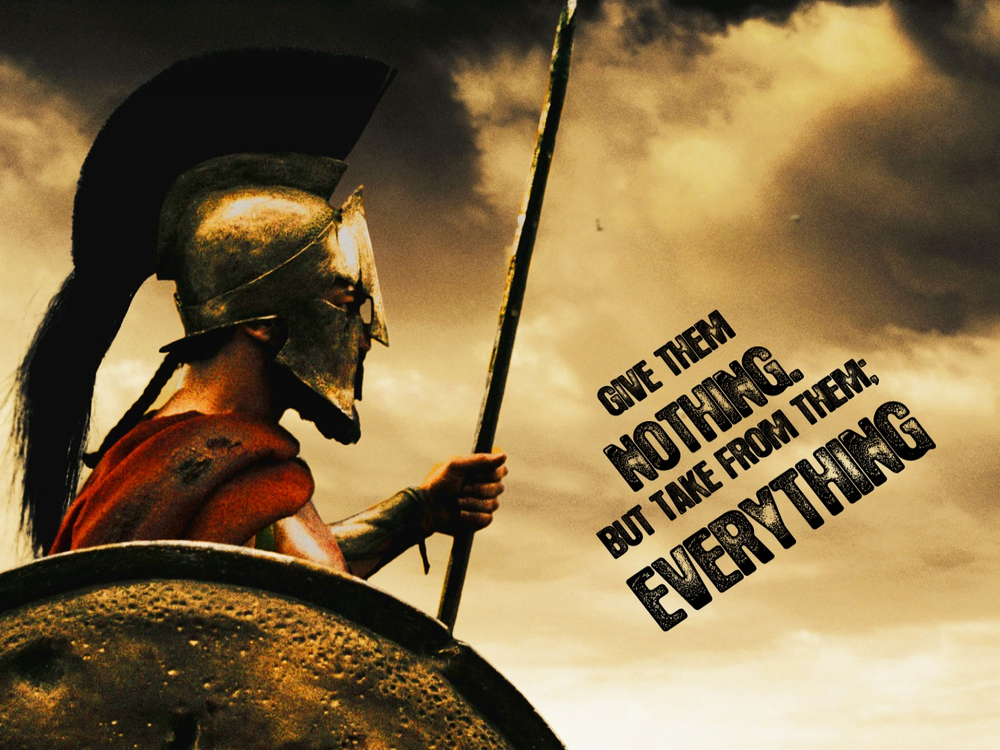 GIVE THEM
NOTHING.
BUT TAKE FROM THEM;
EVERYTHING